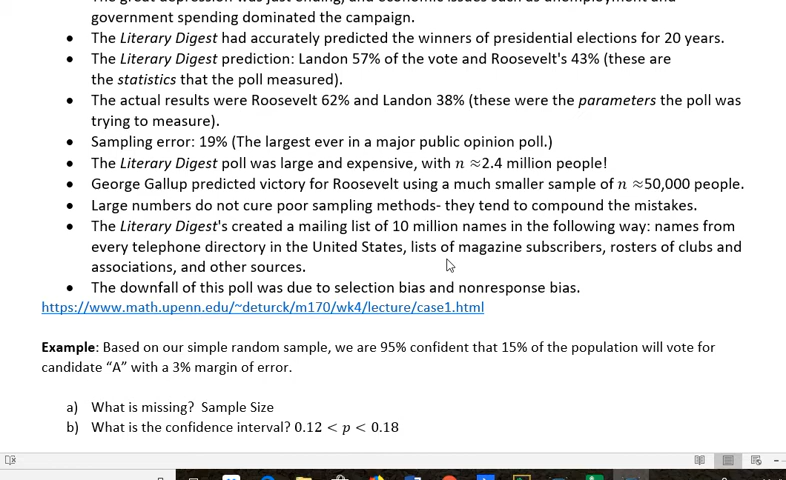 government spending dominated the campaign.
• The Literary Digest had accurately predicted the winners of presidential elections for 20 years.
• The Literary Digest prediction: Landon 57% of the vote and Roosevelt's 43% (these are
the statistics that the poll measured).
• The actual results were Roosevelt 62% and Landon 38% (these were the parameters the poll was
trying to measure).
• Sampling error: 19% (The largest ever in a major public opinion poll.)
• The Literary Digest poll was large and expensive, with n ≈2.4 million people!
• George Gallup predicted victory for Roosevelt using a much smaller sample of n ≈50,000 people.
• Large numbers do not cure poor sampling methods- they tend to compound the mistakes.
• The Literary Digest's created a mailing list of 10 million names in the following way: names from
every telephone directory in the United States, lists of magazine subscribers, rosters of clubs and
associations, and other sources.
• The downfall of this poll was due to selection bias and nonresponse bias.
https://www.math.upenn.edu/~deturck/m170/wk4/lecture/case1.html
Example: Based on our simple random sample, we are 95% confident that 15% of the population will vote for
candidate “A” with a 3% margin of error.
a) What is missing? Sample Size
b) What is the confidence interval? 0.12 < p < 0.18